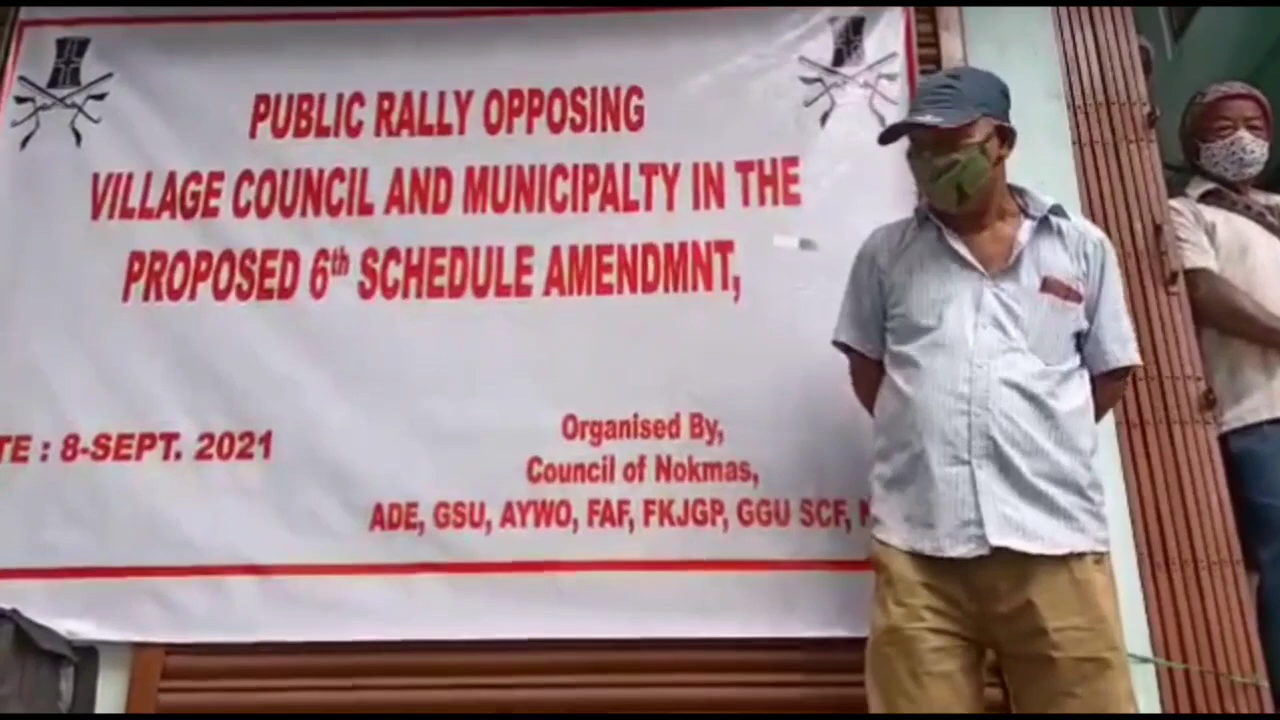 PUBLIC RALLY OPPOSING
VILLAGE COUNCIL AND MUNICIPALTY IN THE
PROPOSED 6th SCHEDULE AMENDMNT,
TE : 8-SEPT. 2021
Organised By,
Council of Nokmas,
ADE, GSU, AYWO, FAF, FKJGP, GGU SCF,